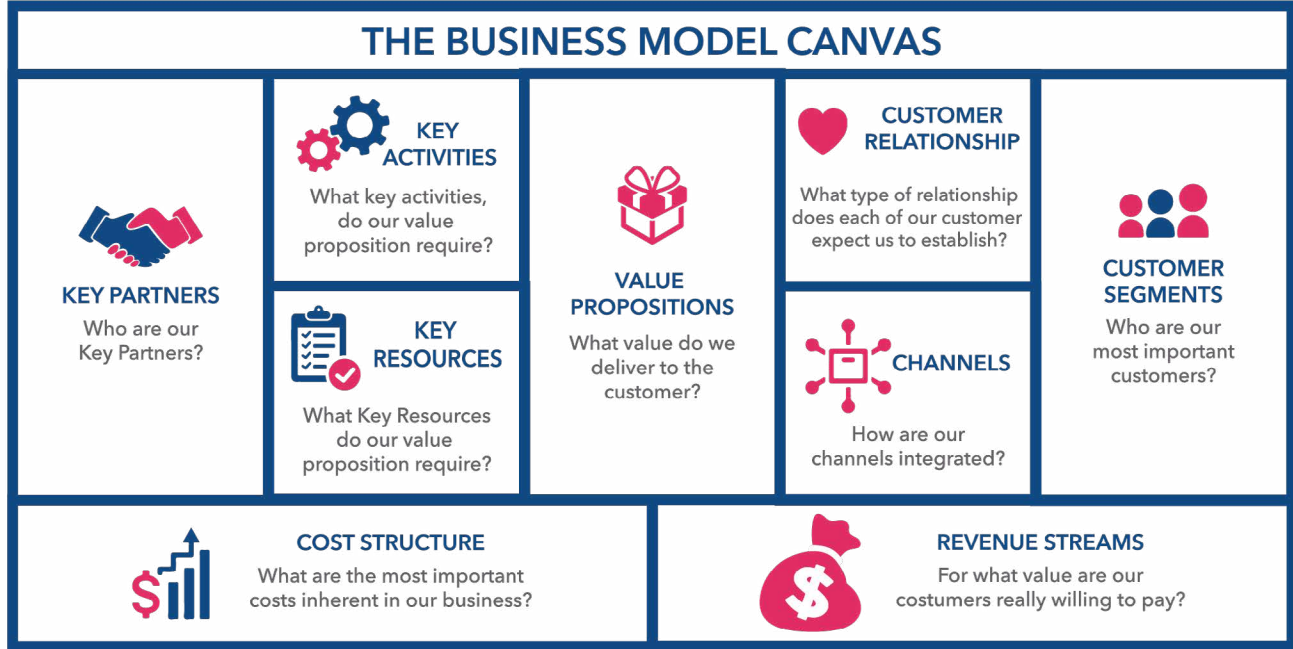 THE BUSINESS MODEL CANVAS
KEY PARTNERS
Who are our
Key Partners?
KEY
ACTIVITIES
What key activities,
do our value
proposition require?
KEY
RESOURCES
What Key Resources
do our value
proposition require?
VALUE
PROPOSITIONS
What value do we
deliver to the
customer?
CUSTOMER
RELATIONSHIP
What type of relationship
does each of our customer
expect us to establish?
CHANNELS
How are our
channels integrated?
CUSTOMER
SEGMENTS
Who are our
most important
customers?
$
COST STRUCTURE
What are the most important
costs inherent in our business?
$
REVENUE STREAMS
For what value are our
costumers really willing to pay?